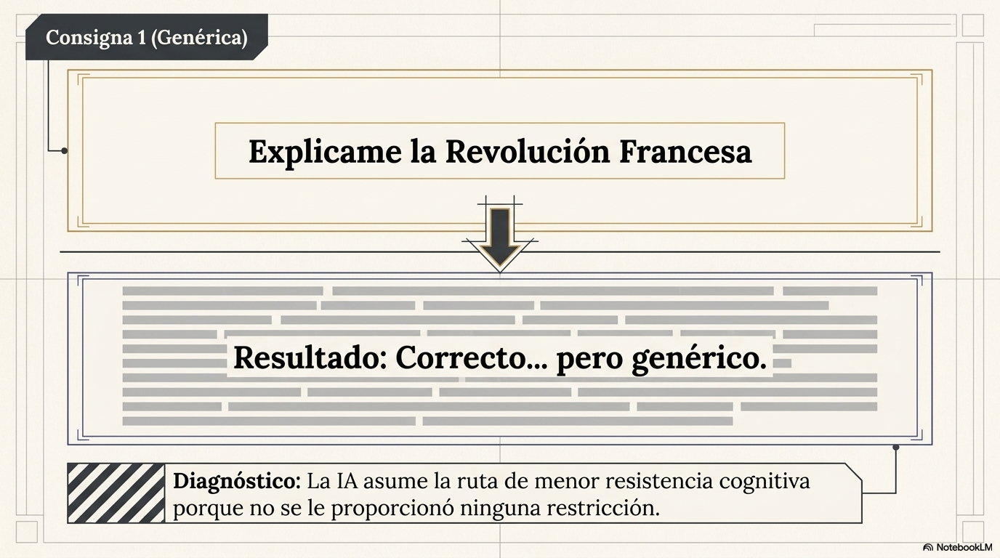 Consigna 1 (Genérica)
Explicame la Revolución Francesa
Resultado: Correcto... pero genérico.
Diagnóstico: La IA asume la ruta de menor resistencia cognitiva
porque no se le proporcionó ninguna restricción.
NotebookLM